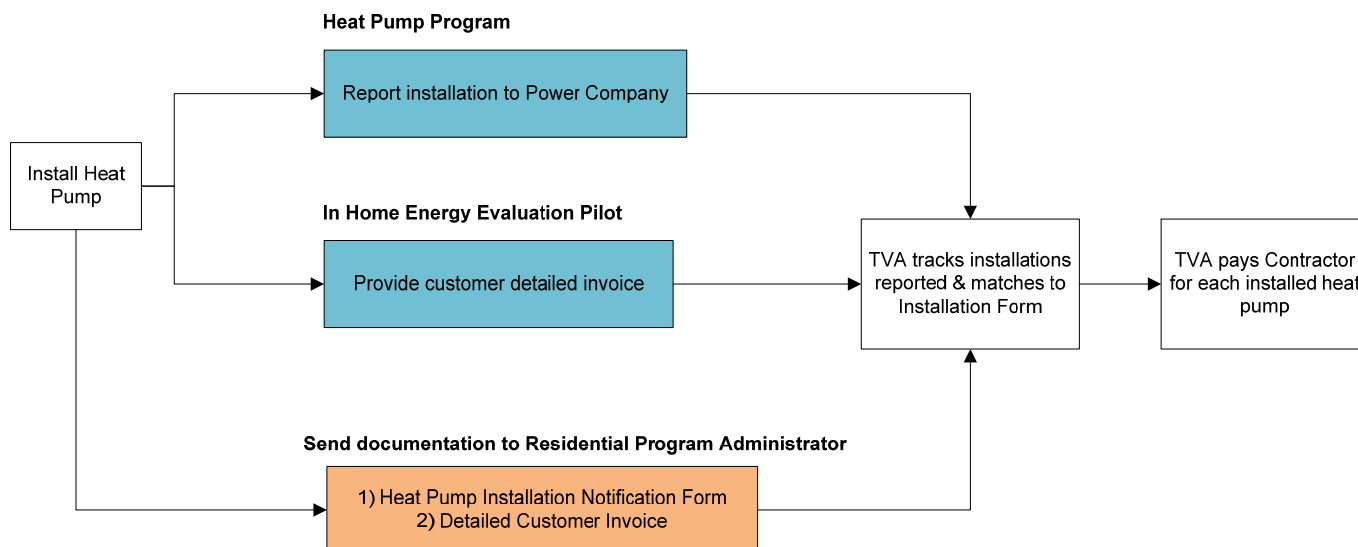 Heat Pump Program
Report installation to Power Company
Install Heat
Pump
In Home Energy Evaluation Pilot
Provide customer detailed invoice
TVA tracks installations
reported & matches to
Installation Form
TVA pays Contractor
for each installed heat
pump
Send documentation to Residential Program Administrator
1) Heat Pump Installation Notification Form
2) Detailed Customer Invoice